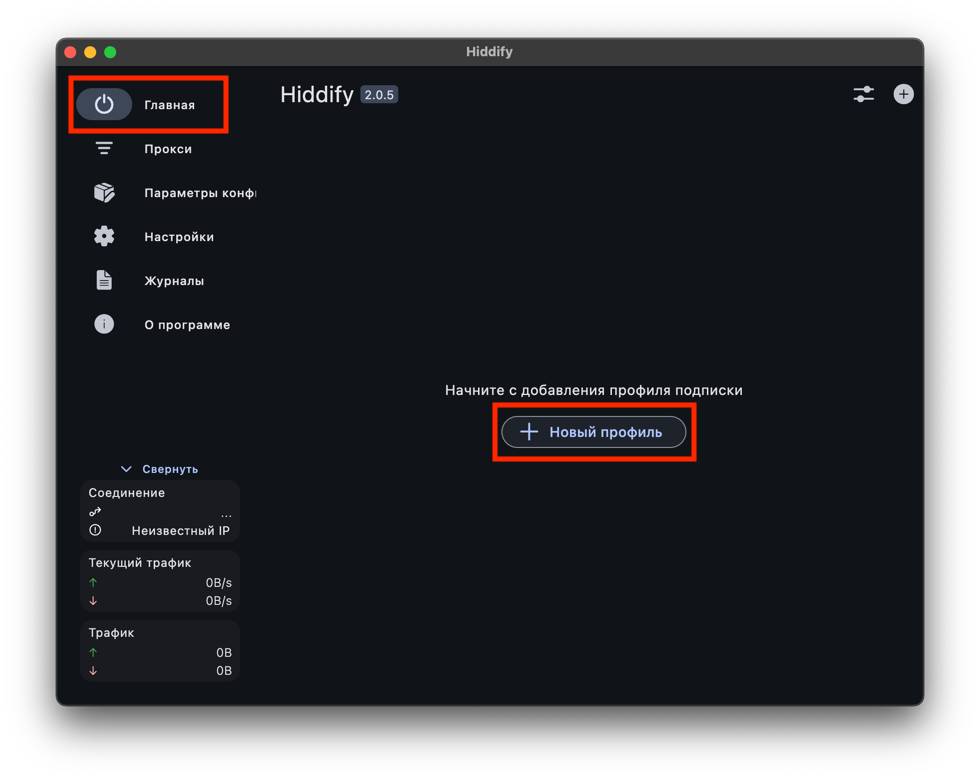 Hiddify
Главная
Прокси
Параметры конфи
Настройки
Журналы
О программе
Свернуть
Соединение
...
Неизвестный IP
Текущий трафик
0B/s
0B/s
Трафик
0B
0B
Hiddify 2.0.5
Начните с добавления профиля подписки
Новый профиль